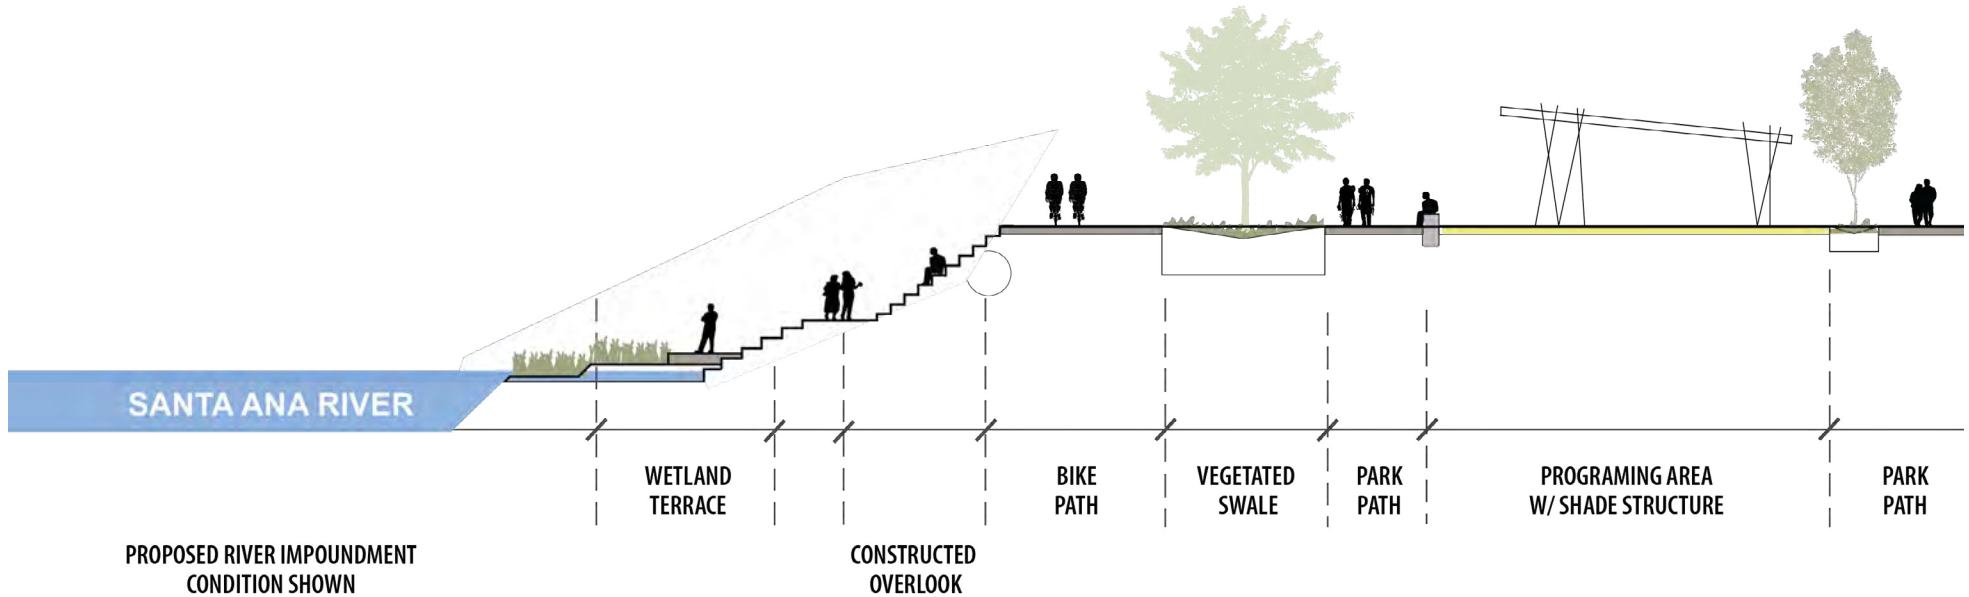 SANTA ANA RIVER
WETLAND
TERRACE
BIKE
PATH
VEGETATED
SWALE
PARK
PATH
PROGRAMING AREA
W/ SHADE STRUCTURE
PARK
PATH
PROPOSED RIVER IMPOUNDMENT
CONDITION SHOWN
CONSTRUCTED
OVERLOOK